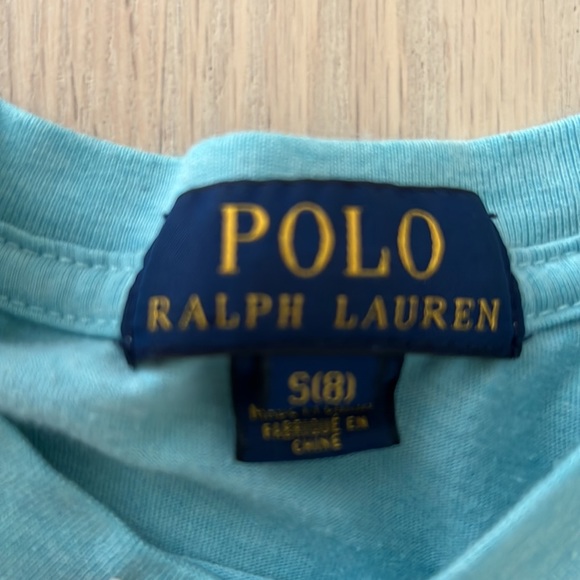 POLO
RALPH LAUREN
S(8)
FABRIQUE EN
CHINE